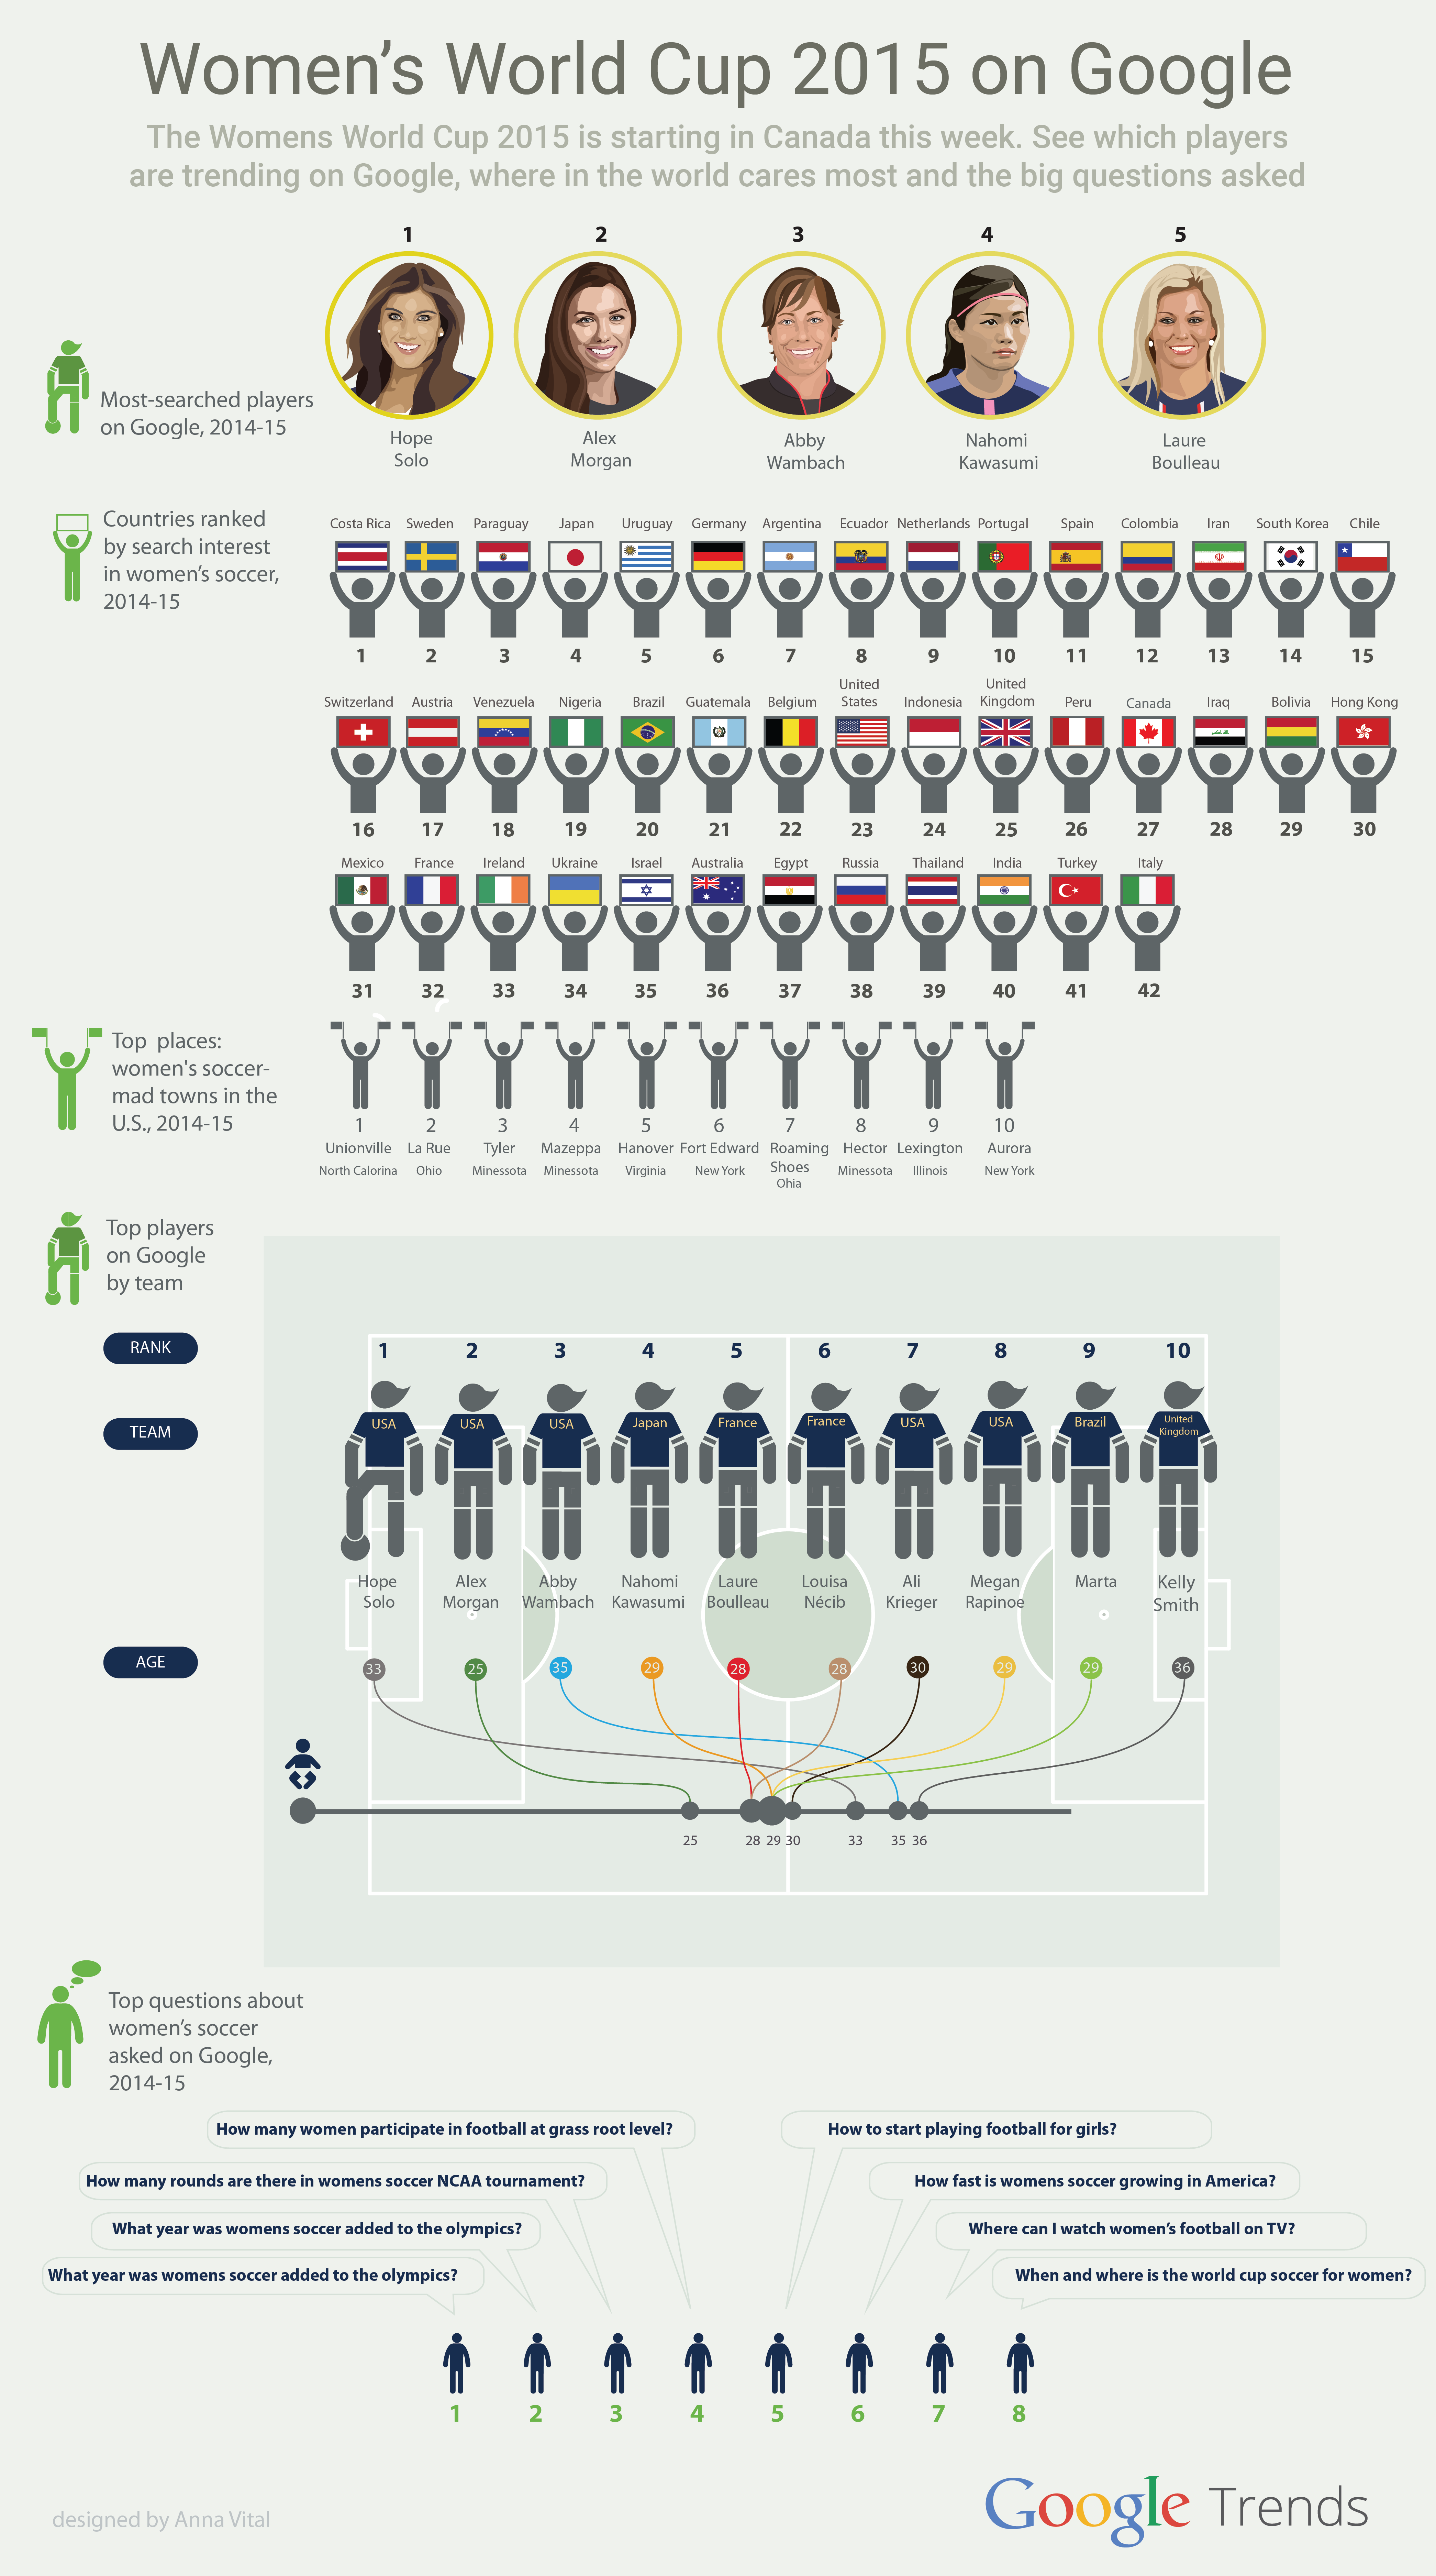 Women's World Cup 2015 on Google
The Womens World Cup 2015 is starting in Canada this week. See which players
are trending on Google, where in the world cares most and the big questions asked
1 2 3 4 5
Most-searched players
on Google, 2014-15
Hope
Solo
Alex
Morgan
Abby
Wambach
Nahomi
Kawasumi
Laure
Boulleau
Countries ranked
by search interest
in women's soccer,
2014-15
Costa Rica Sweden Paraguay Japan Uruguay Germany Argentina Ecuador Netherlands Portugal Spain Colombia Iran South Korea Chile
1 2 3 4 5 6 7 8 9 10 11 12 13 14 15
Switzerland Austria Venezuela Nigeria Brazil Guatemala Belgium United
States Indonesia United
Kingdom Peru Canada Iraq Bolivia Hong Kong
16 17 18 19 20 21 22 23 24 25 26 27 28 29 30
Mexico France Ireland Ukraine Israel Australia Egypt Russia Thailand India Turkey Italy
31 32 33 34 35 36 37 38 39 40 41 42
Top places:
women's soccer-
mad towns in the
U.S., 2014-15
1 2 3 4 5 6 7 8 9 10
Unionville La Rue Tyler Mazeppa Hanover Fort Edward Roaming
Shoes Hector Lexington Aurora
North Calorina Ohio Minessota Minessota Virginia New York Ohia Minessota Illinois New York
Top players
on Google
by team
RANK
1 2 3 4 5 6 7 8 9 10
TEAM
USA USA USA Japan France France USA USA Brazil United
Kingdom
Hope
Solo
Alex
Morgan
Abby
Wambach
Nahomi
Kawasumi
Laure
Boulleau
Louisa
Nécib
Ali
Krieger
Megan
Rapinoe
Marta
Kelly
Smith
AGE
33 25 35 29 28 28 30 29 29 36
25 28 29 30 33 35 36
Top questions about
women's soccer
asked on Google,
2014-15
How many women participate in football at grass root level?
How to start playing football for girls?
How many rounds are there in womens soccer NCAA tournament?
How fast is womens soccer growing in America?
What year was womens soccer added to the olympics?
Where can I watch women's football on TV?
What year was womens soccer added to the olympics?
When and where is the world cup soccer for women?
1 2 3 4 5 6 7 8
designed by Anna Vital
Google Trends